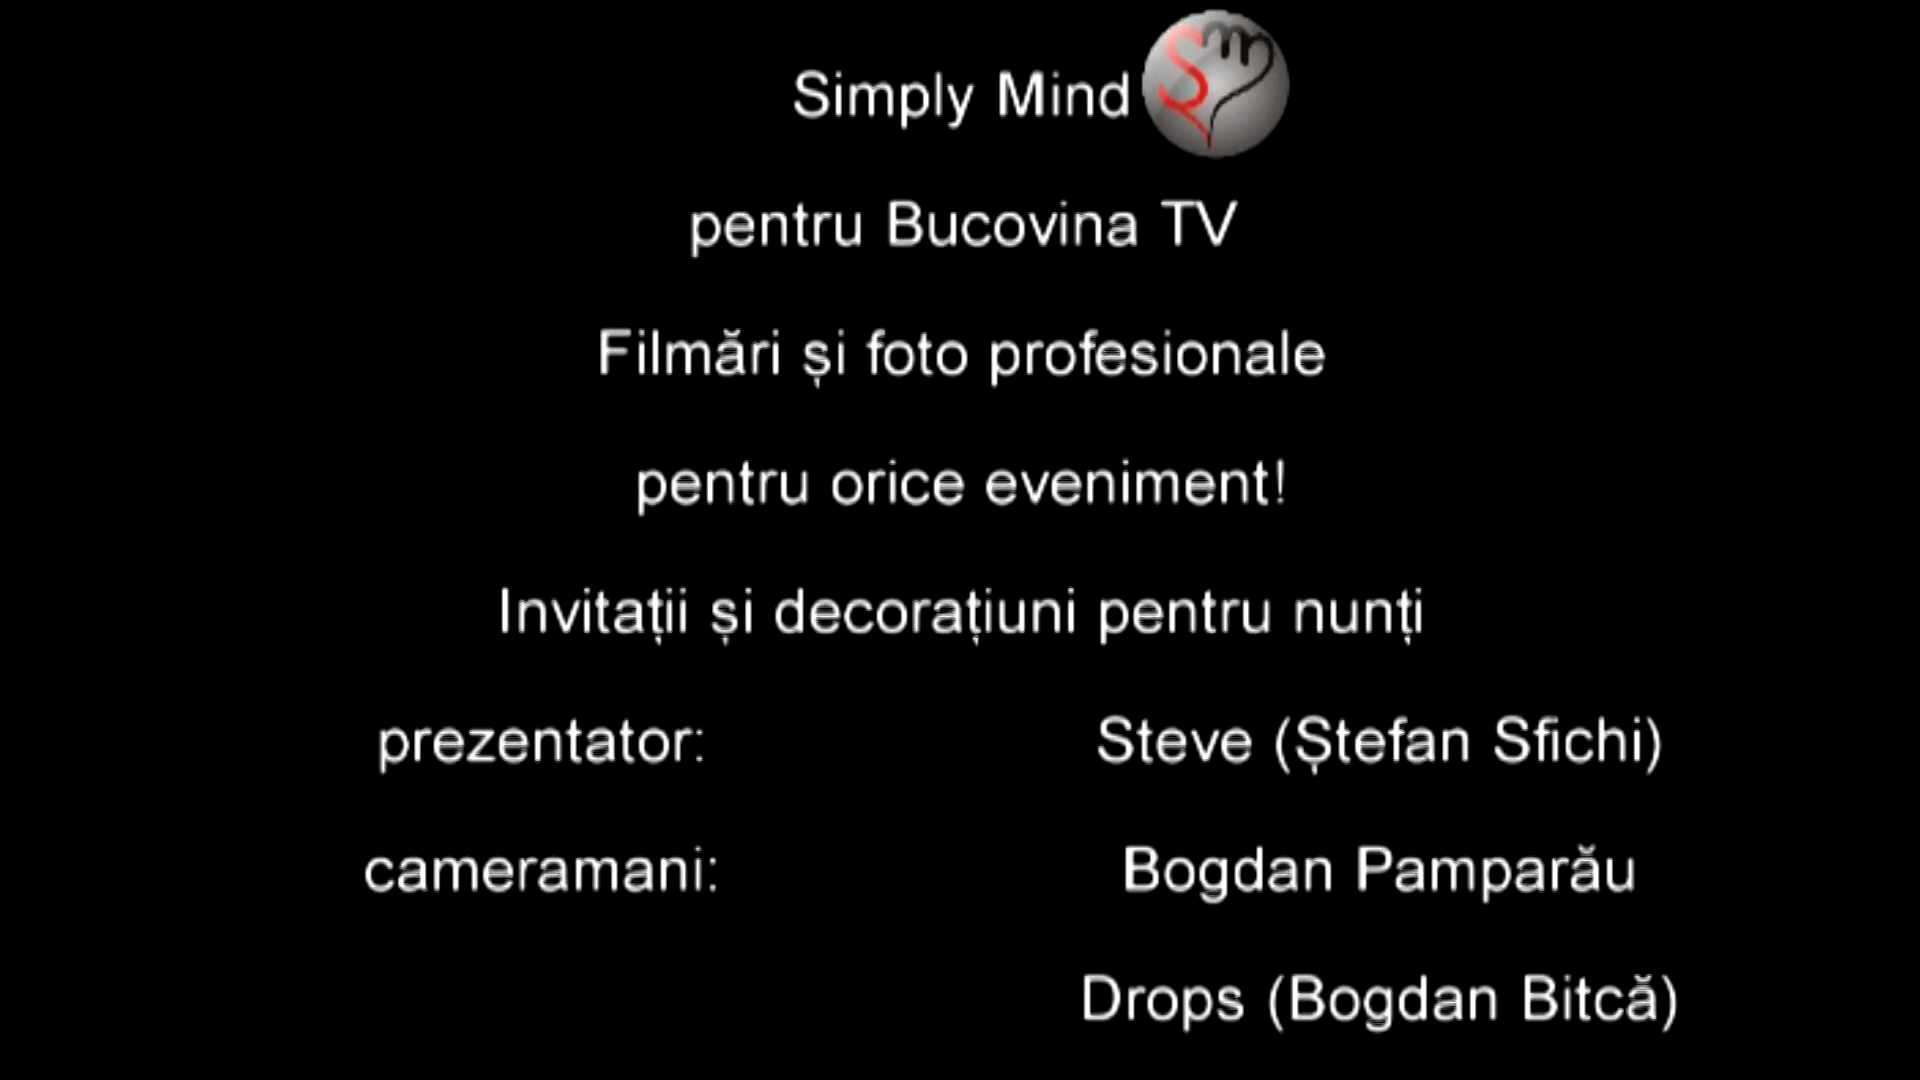 Simply Mind
pentru Bucovina TV
Filmări și foto profesionale
pentru orice eveniment!
Invitații și decorațiuni pentru nunți
prezentator: Steve (Ștefan Sfichi)
cameramani: Bogdan Pamparău
Drops (Bogdan Bitcă)